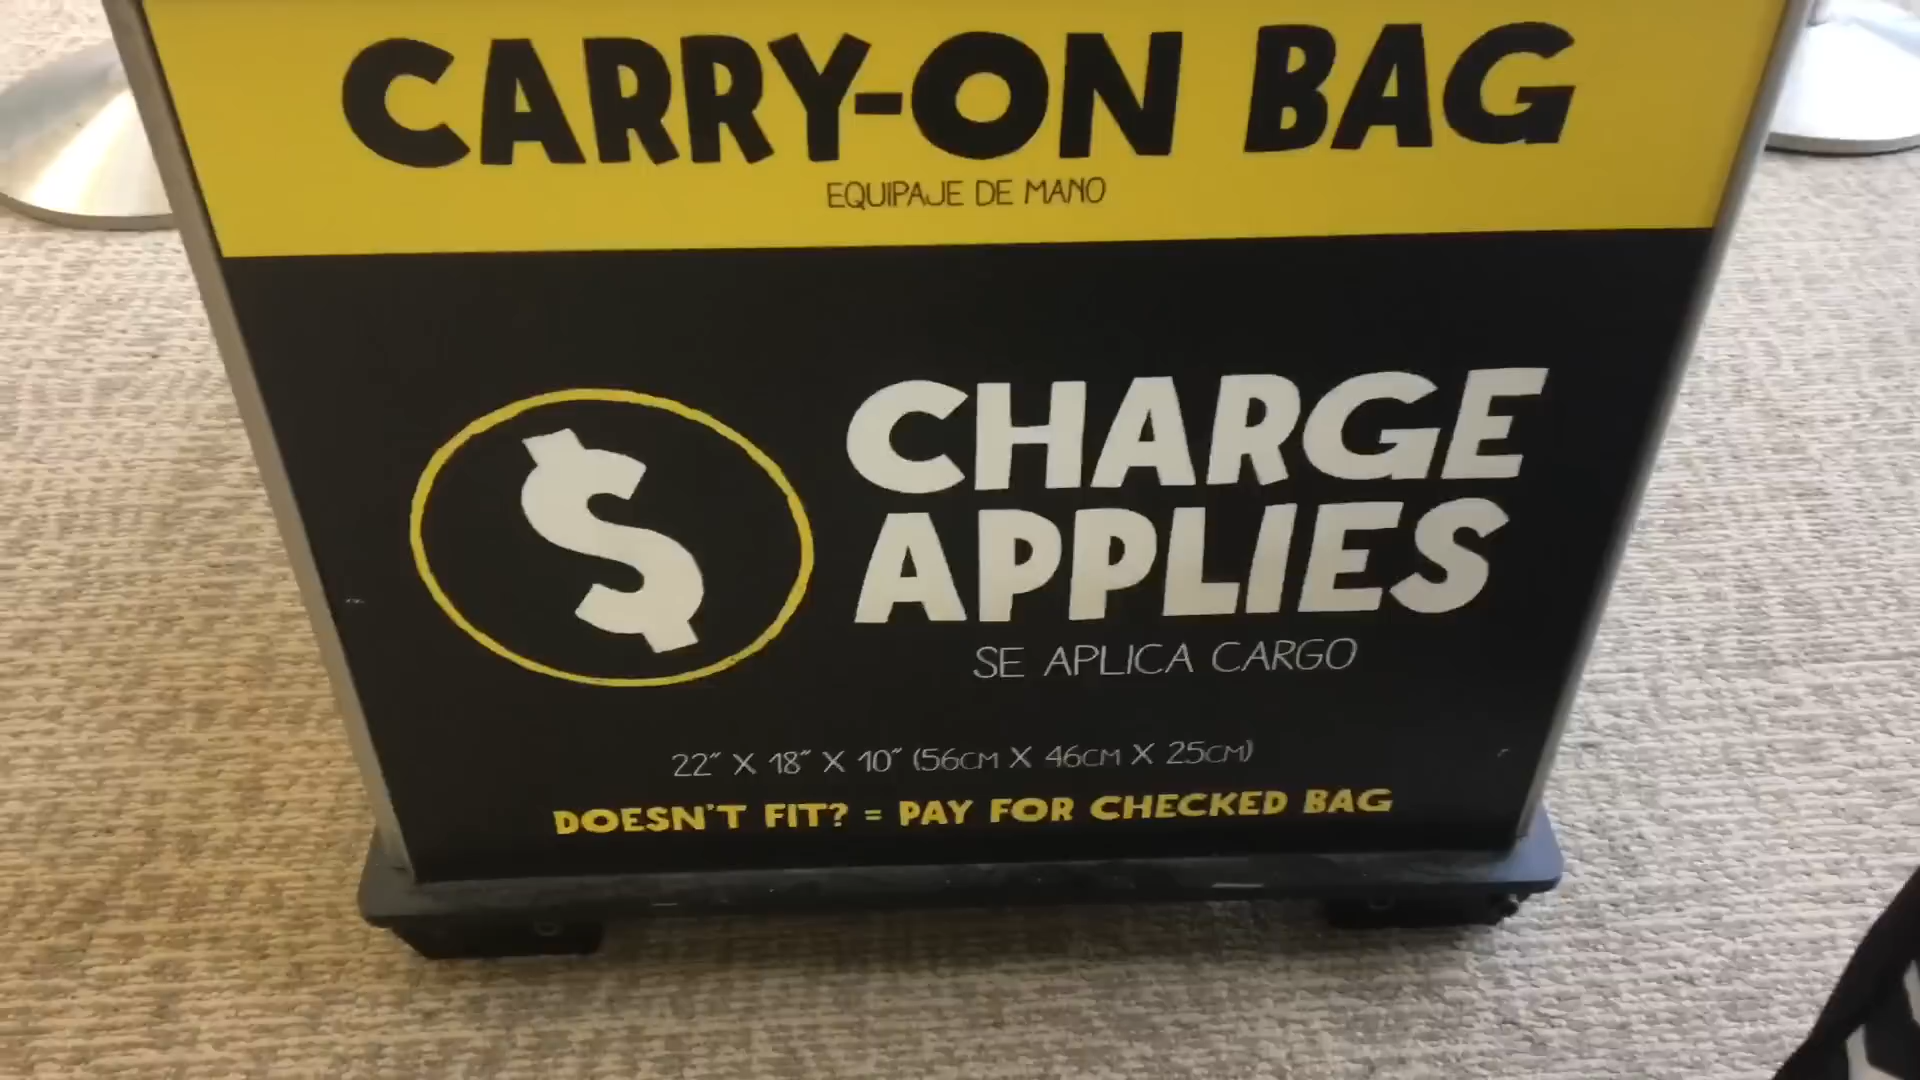 CARRY-ON BAG
EQUIPAJE DE MANO
$
CHARGE
APPLIES
SE APLICA CARGO
22" X 18" X 10" (56CM X 46CM X 25CM)
DOESN'T FIT? = PAY FOR CHECKED BAG